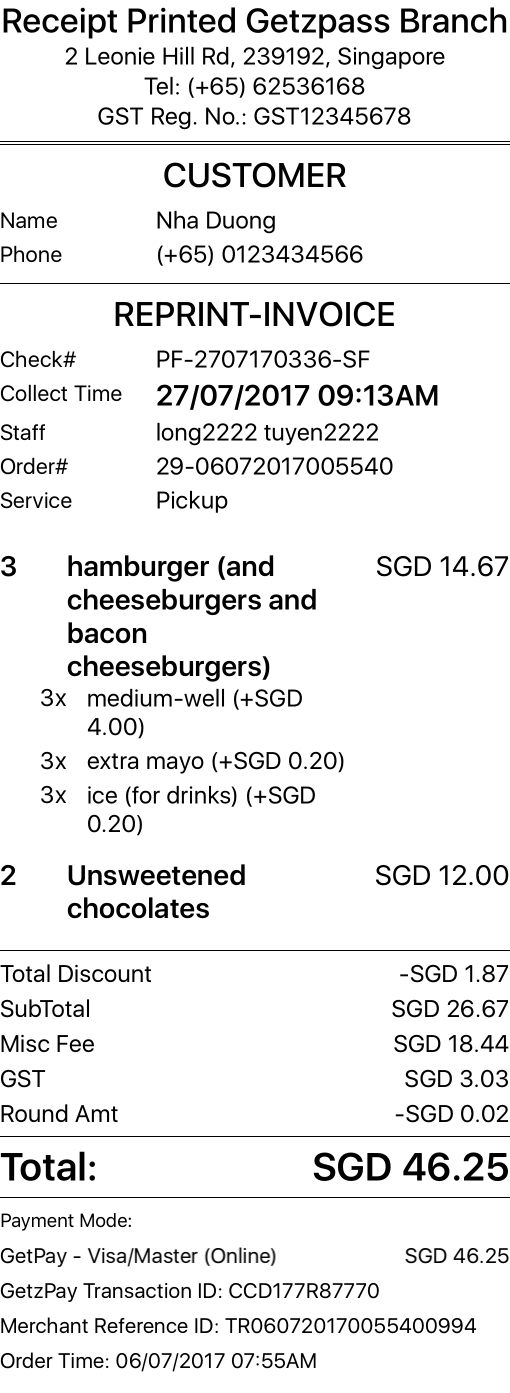 Receipt Printed Getzpass Branch
2 Leonie Hill Rd, 239192, Singapore
Tel: (+65) 62536168
GST Reg. No.: GST12345678
CUSTOMER
Name Nha Duong
Phone (+65) 0123434566
REPRINT-INVOICE
Check# PF-2707170336-SF
Collect Time 27/07/2017 09:13AM
Staff long2222 tuyen2222
Order# 29-06072017005540
Service Pickup
3 hamburger (and SGD 14.67
cheeseburgers and
bacon
cheeseburgers)
3x medium-well (+SGD
4.00)
3x extra mayo (+SGD 0.20)
3x ice (for drinks) (+SGD
0.20)
2 Unsweetened SGD 12.00
chocolates
Total Discount -SGD 1.87
SubTotal SGD 26.67
Misc Fee SGD 18.44
GST SGD 3.03
Round Amt -SGD 0.02
Total: SGD 46.25
Payment Mode:
GetPay - Visa/Master (Online) SGD 46.25
GetzPay Transaction ID: CCD177R87770
Merchant Reference ID: TR060720170055400994
Order Time: 06/07/2017 07:55AM